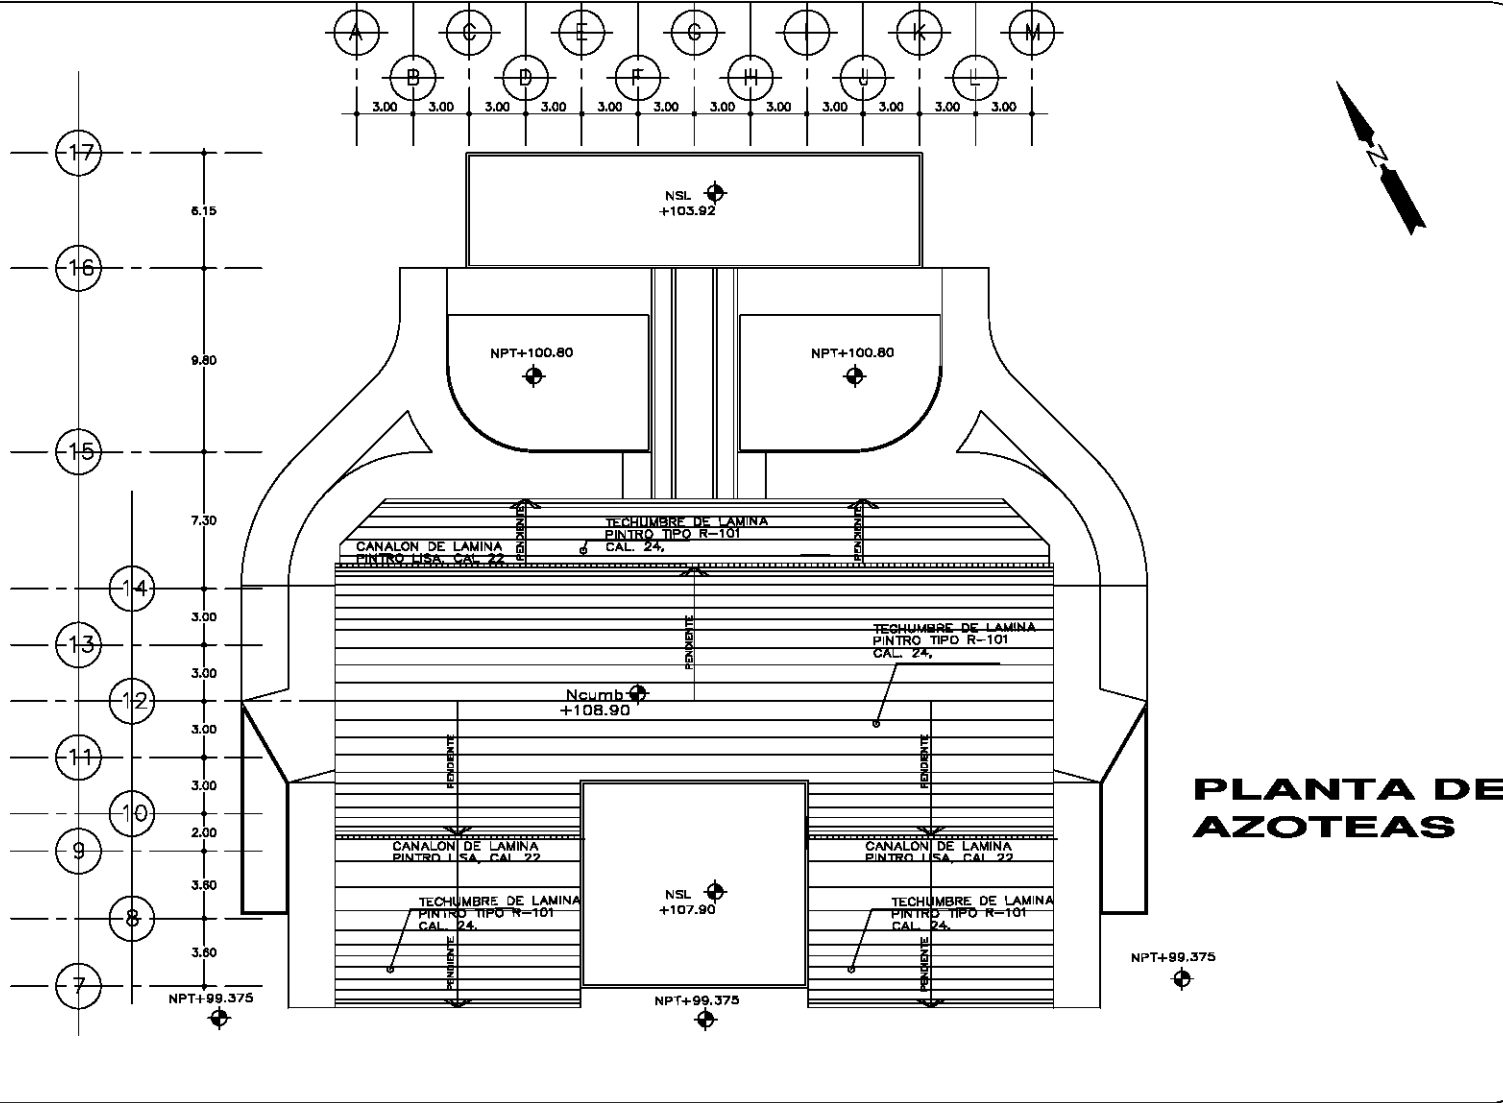 A C E G I K M
B D F H J L
3.00 3.00 3.00 3.00 3.00 3.00 3.00 3.00 3.00 3.00 3.00 3.00
17
6.15
NSL
+103.92
N
16
9.80
NPT+100.80
NPT+100.80
15
7.30
TECHUMBRE DE LAMINA
PINTRO TIPO R-101
CAL. 24,
PENDIENTE
PENDIENTE
CANALON DE LAMINA
PINTRO LISA, CAL 22
14
3.00
PENDIENTE
TECHUMBRE DE LAMINA
PINTRO TIPO R-101
CAL. 24,
13
3.00
12
Ncumb
+108.90
3.00
PENDIENTE
PENDIENTE
11
3.00
PLANTA DE
AZOTEAS
10
2.00
9
CANALON DE LAMINA
PINTRO LISA, CAL 22
CANALON DE LAMINA
PINTRO LISA, CAL 22
3.60
NSL
+107.90
TECHUMBRE DE LAMINA
PINTRO TIPO R-101
CAL. 24.
TECHUMBRE DE LAMINA
PINTRO TIPO R-101
CAL. 24.
8
3.60
PENDIENTE
PENDIENTE
7
NPT+99.375
NPT+99.375
NPT+99.375